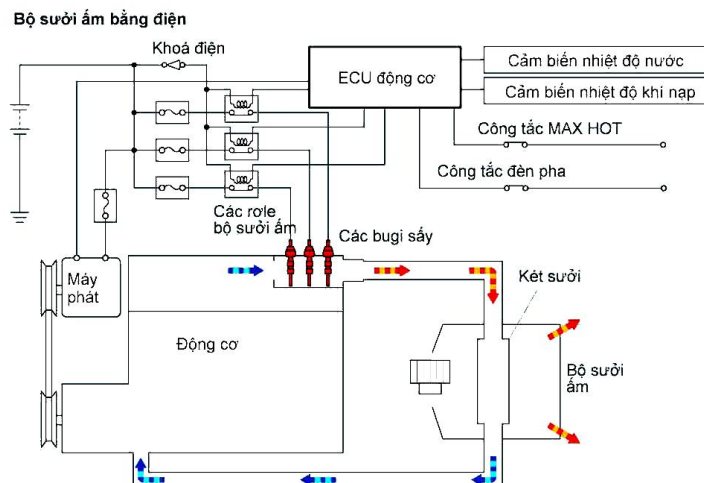 Bộ sưởi ấm bằng điện
Khoá điện
ECU động cơ
Cảm biến nhiệt độ nước
Cảm biến nhiệt độ khí nạp
Công tắc MAX HOT
Công tắc đèn pha
Các rơle
bộ sưởi ấm
Các bugi sấy
Máy
phát
Két sưởi
Động cơ
Bộ sưởi
ấm